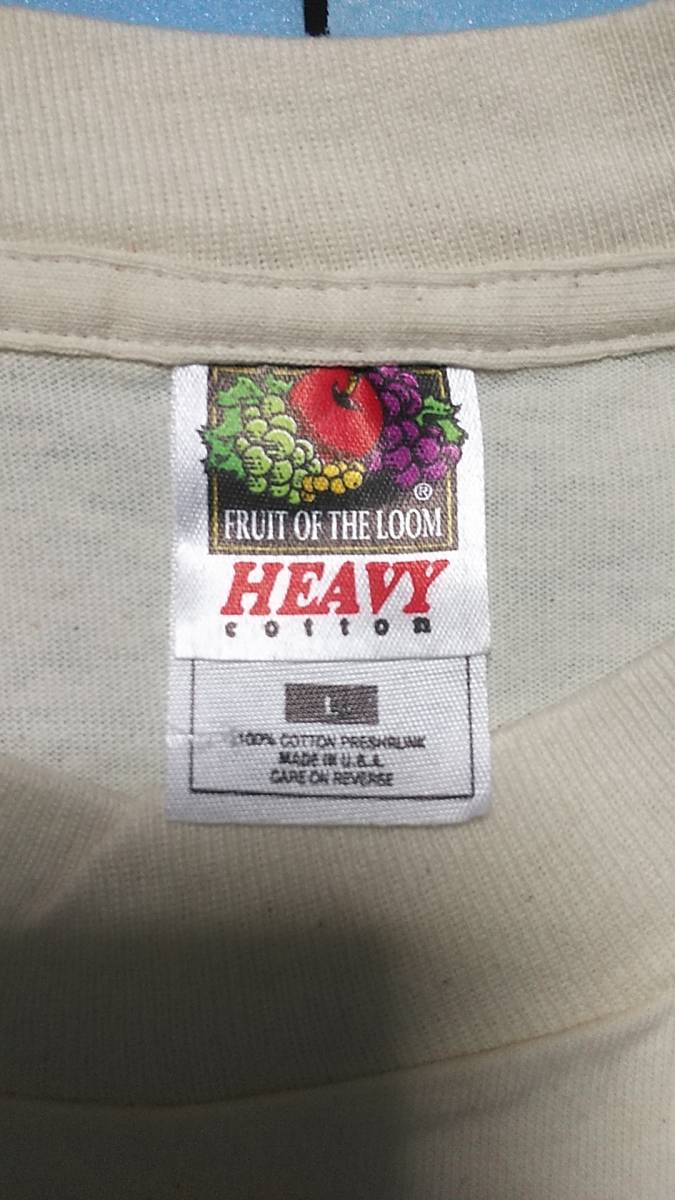 ®
FRUIT OF THE LOOM
HEAVY
cotton
L
100% COTTON PRESHRUNK
MADE IN U.S.A.
CARE ON REVERSE